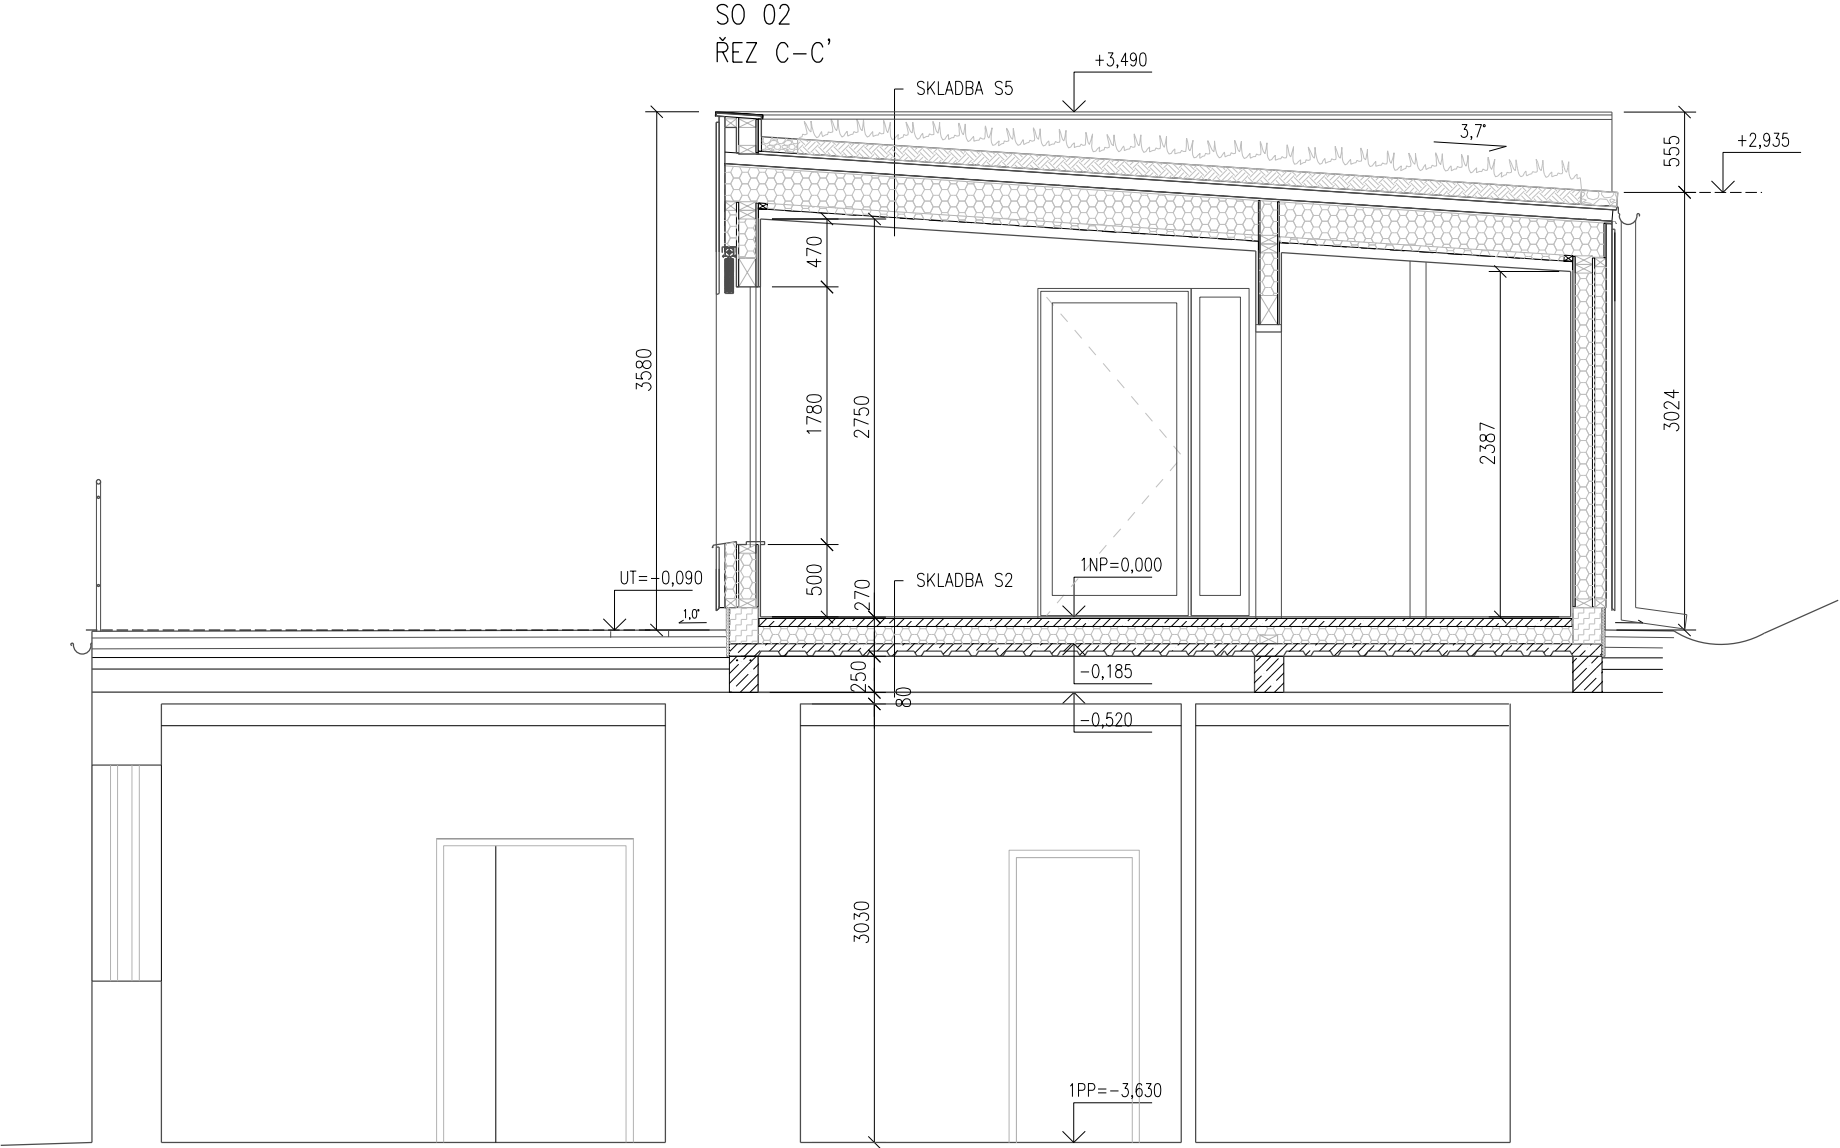 SO 02
ŘEZ C-C'
+3,490
SKLADBA S5
3,7°
+2,935
555
470
3580
1780
2750
3024
2387
1NP=0,000
UT=-0,090
SKLADBA S2
500
270
1,0°
-0,185
250
80
-0,520
3030
1PP=-3,630